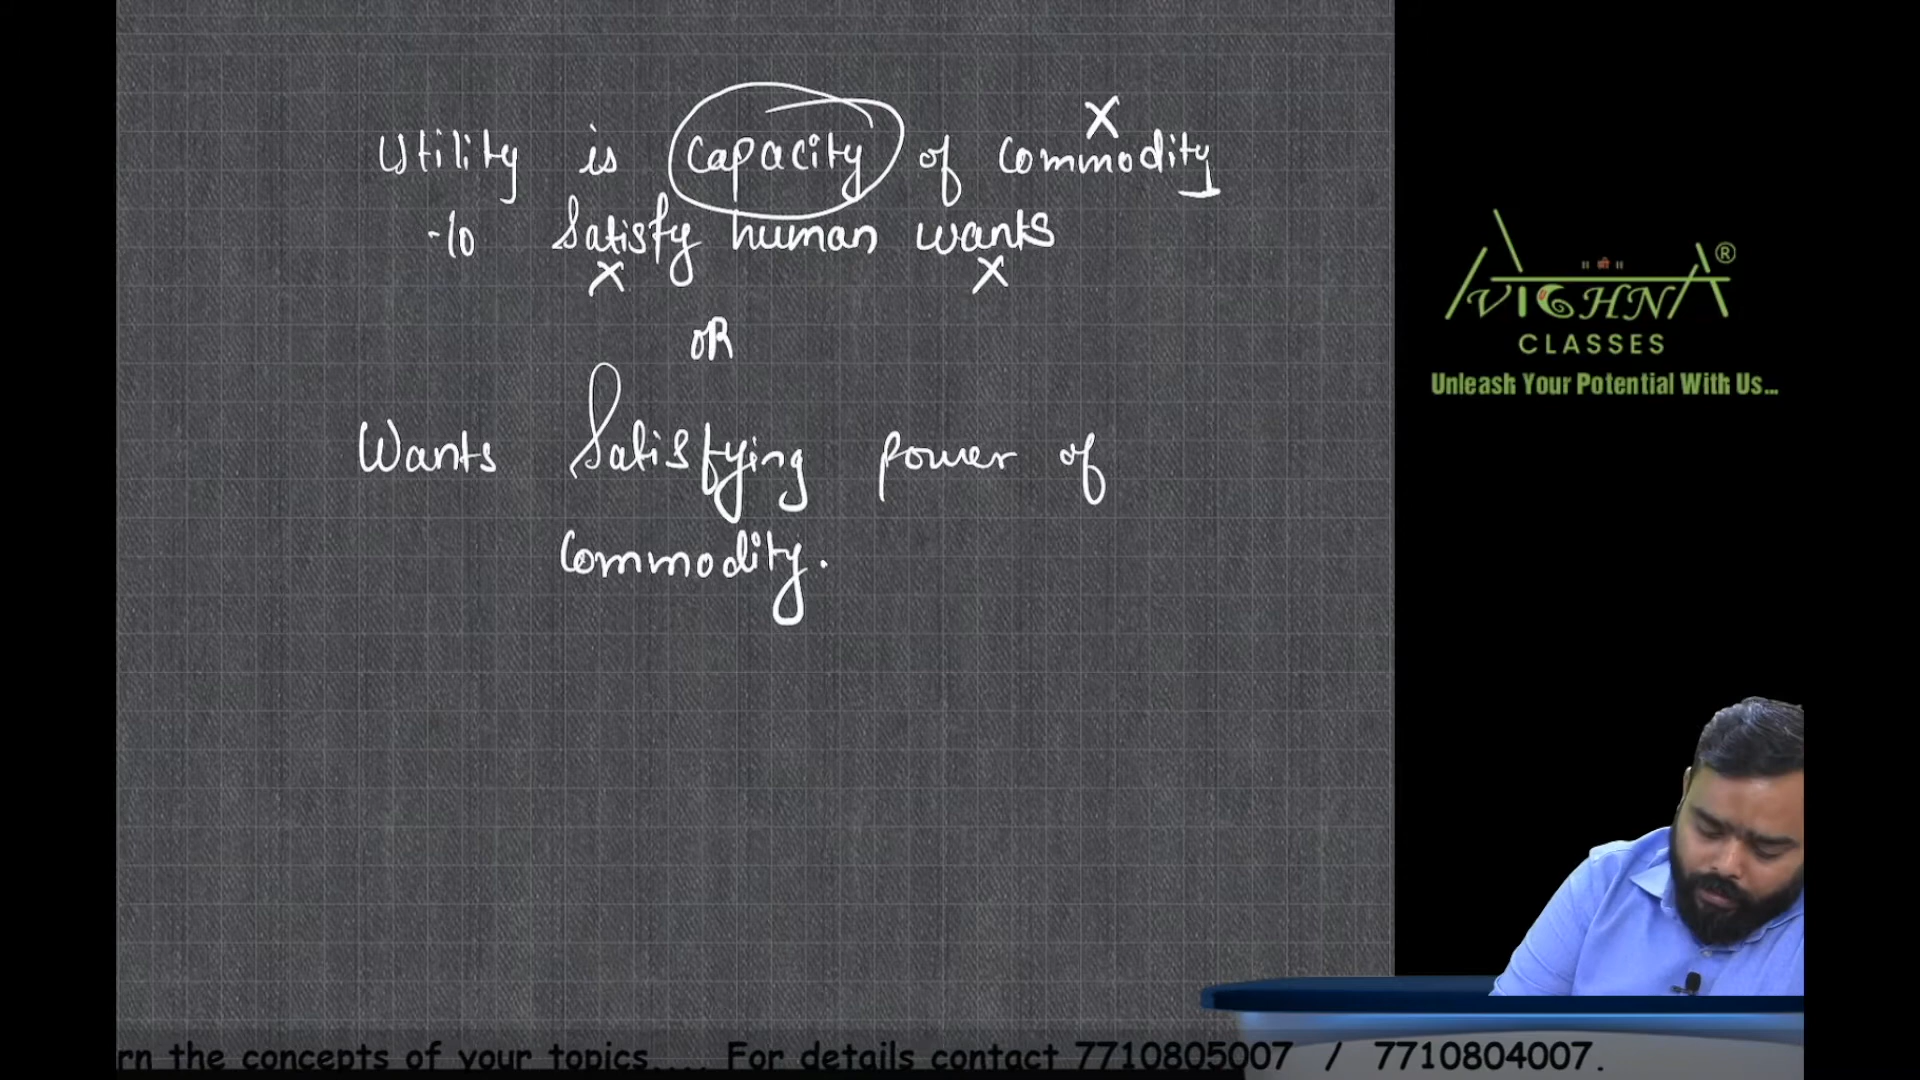 Utility is capacity of commodity
X
to satisfy human wants
X X
OR
Wants satisfying power of
commodity.
®
॥ श्री ॥
AVIGHNA
CLASSES
Unleash Your Potential With Us...
rn the concepts of your topics.... For details contact 7710805007 / 7710804007.